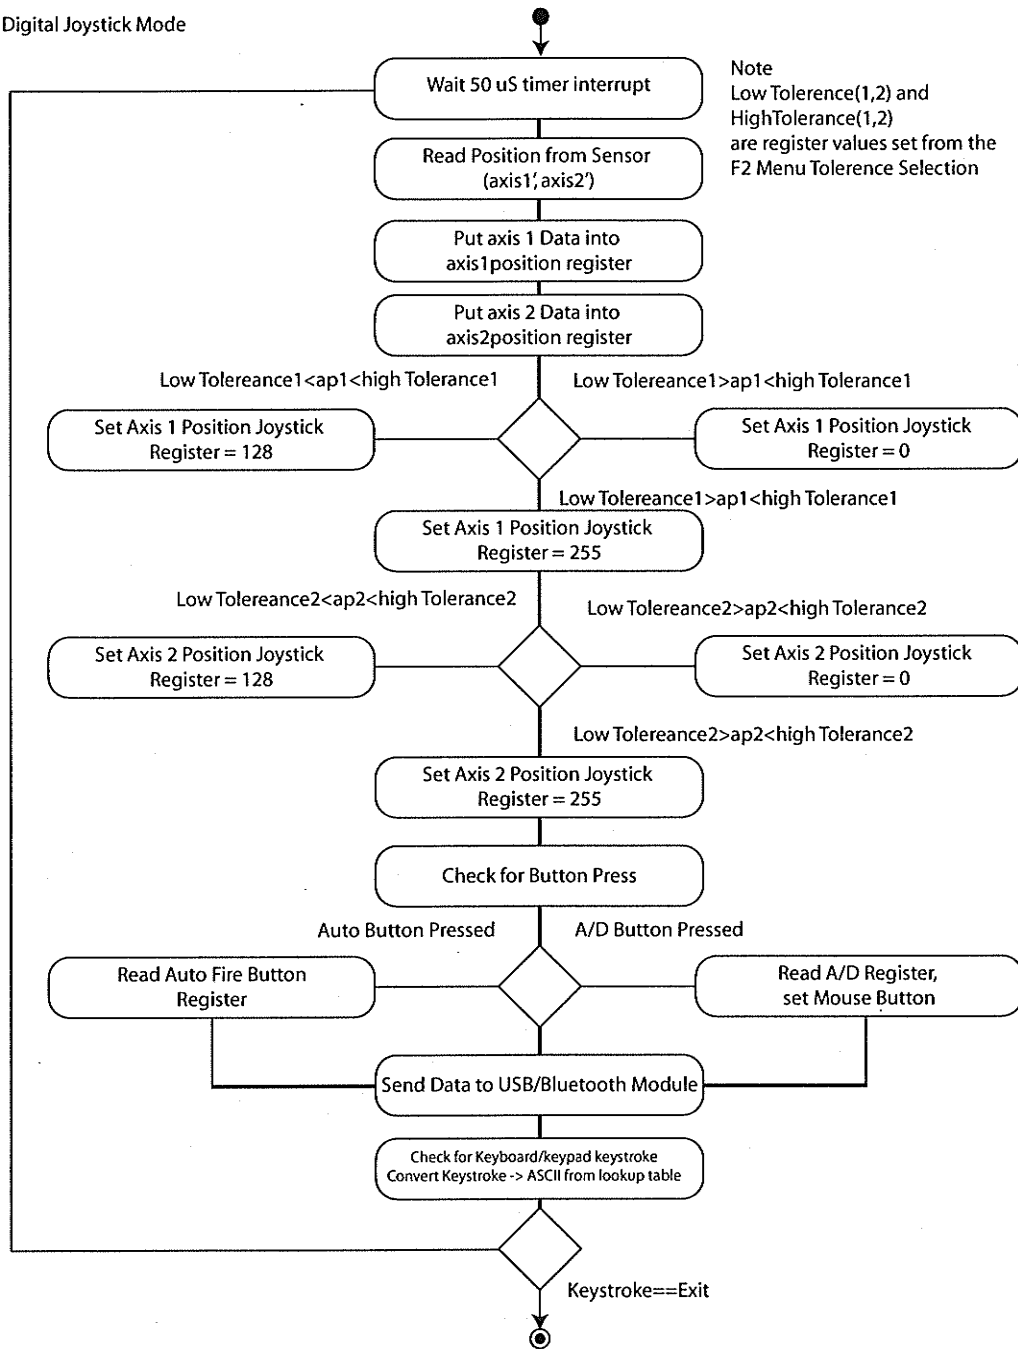 Digital Joystick Mode
Wait 50 uS timer interrupt
Note
Low Tolerence(1,2) and
HighTolerance(1,2)
are register values set from the
F2 Menu Tolerence Selection
Read Position from Sensor
(axis1', axis2')
Put axis 1 Data into
axis1position register
Put axis 2 Data into
axis2position register
Low Tolereance1<ap1<high Tolerance1
Low Tolereance1>ap1<high Tolerance1
Set Axis 1 Position Joystick
Register = 128
Set Axis 1 Position Joystick
Register = 0
Low Tolereance1>ap1<high Tolerance1
Set Axis 1 Position Joystick
Register = 255
Low Tolereance2<ap2<high Tolerance2
Low Tolereance2>ap2<high Tolerance2
Set Axis 2 Position Joystick
Register = 128
Set Axis 2 Position Joystick
Register = 0
Low Tolereance2>ap2<high Tolerance2
Set Axis 2 Position Joystick
Register = 255
Check for Button Press
Auto Button Pressed
A/D Button Pressed
Read Auto Fire Button
Register
Read A/D Register,
set Mouse Button
Send Data to USB/Bluetooth Module
Check for Keyboard/keypad keystroke
Convert Keystroke -> ASCII from lookup table
Keystroke==Exit